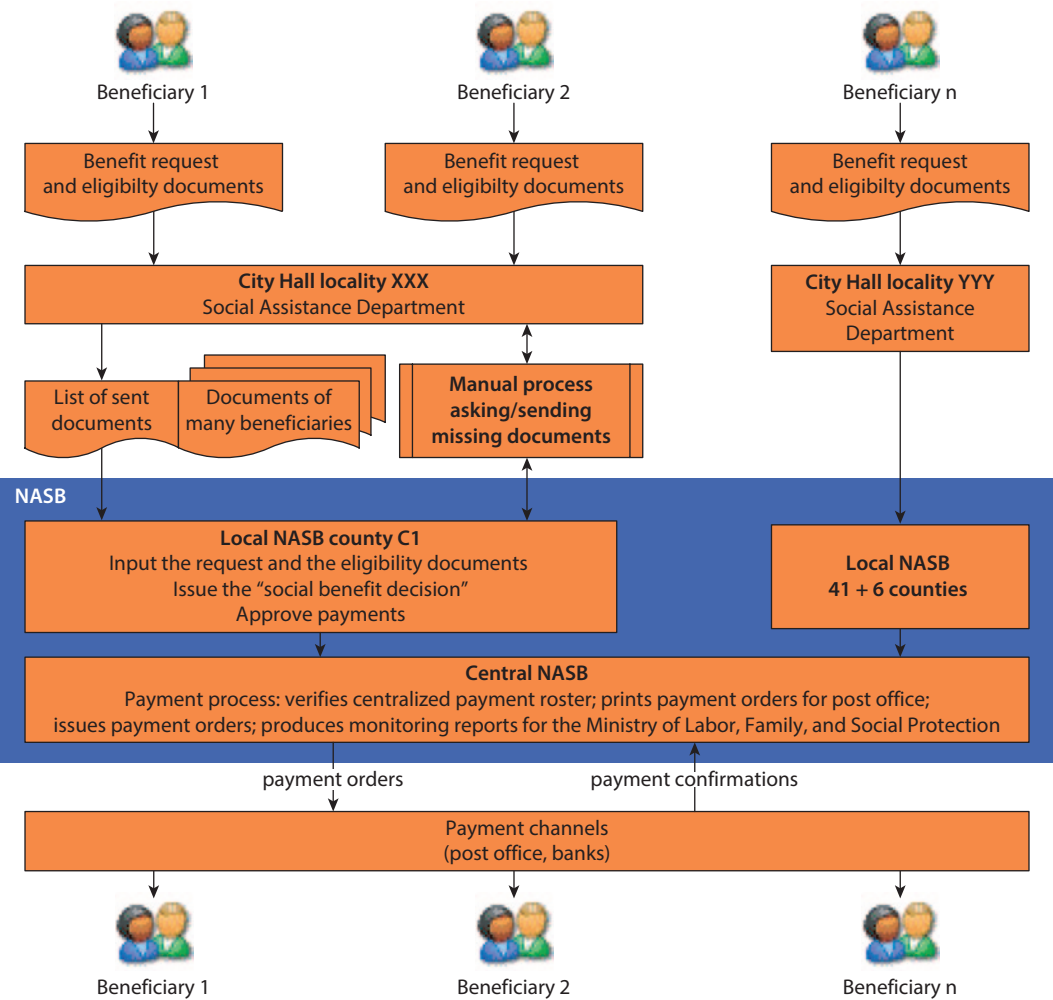 Beneficiary 1
Beneficiary 2
Beneficiary n
Benefit request
and eligibilty documents
Benefit request
and eligibilty documents
Benefit request
and eligibilty documents
City Hall locality XXX
Social Assistance Department
City Hall locality YYY
Social Assistance
Department
List of sent
documents
Documents of
many beneficiaries
Manual process
asking/sending
missing documents
NASB
Local NASB county C1
Input the request and the eligibility documents
Issue the “social benefit decision”
Approve payments
Local NASB
41 + 6 counties
Central NASB
Payment process: verifies centralized payment roster; prints payment orders for post office;
issues payment orders; produces monitoring reports for the Ministry of Labor, Family, and Social Protection
payment orders
payment confirmations
Payment channels
(post office, banks)
Beneficiary 1
Beneficiary 2
Beneficiary n